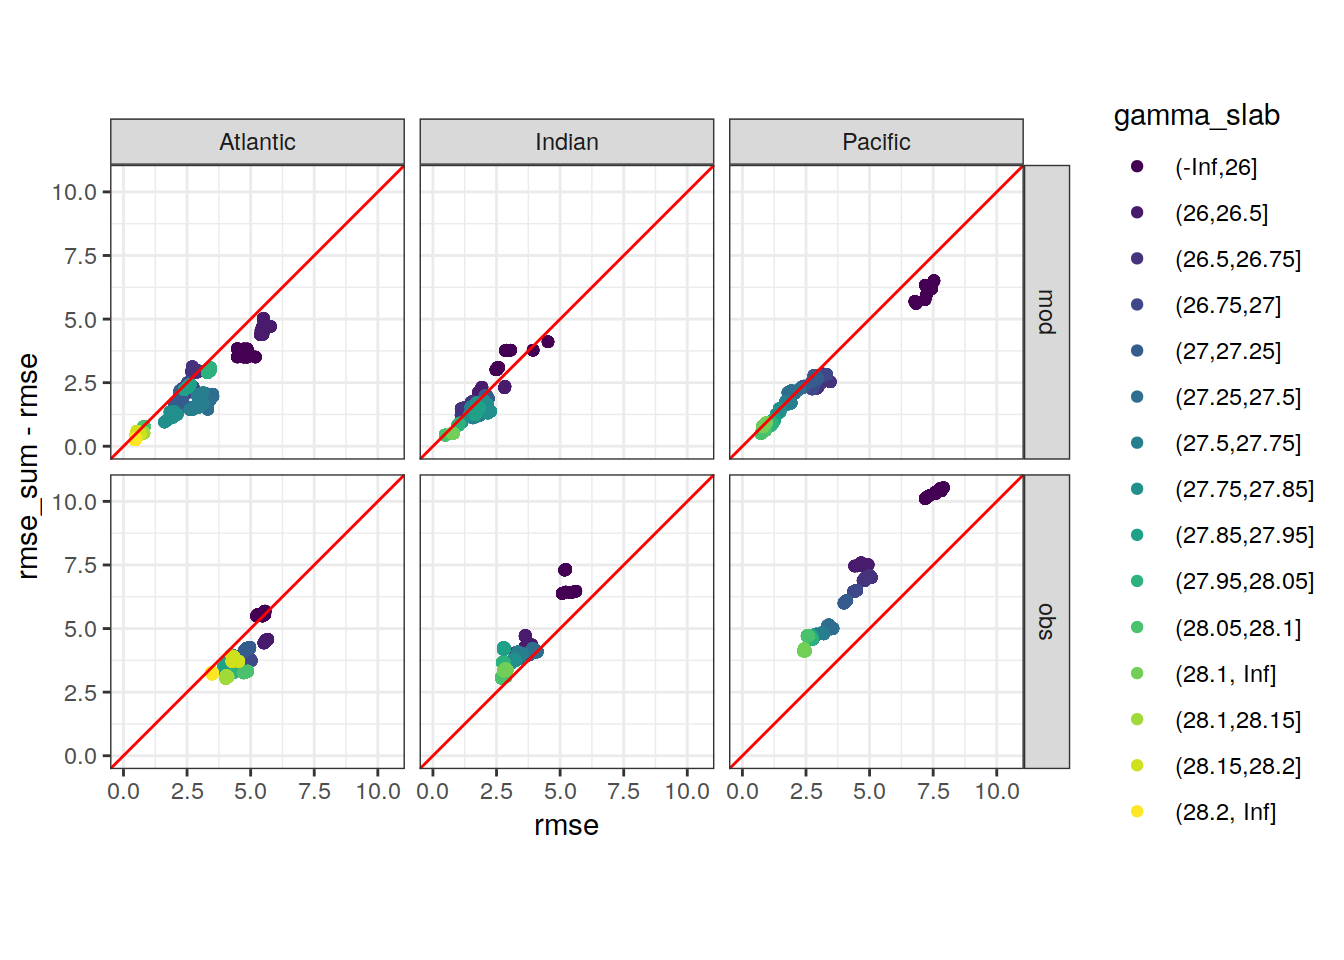 Atlantic
Indian
Pacific
gamma_slab
(-Inf,26]
(26,26.5]
(26.5,26.75]
(26.75,27]
(27,27.25]
(27.25,27.5]
(27.5,27.75]
(27.75,27.85]
(27.85,27.95]
(27.95,28.05]
(28.05,28.1]
(28.1, Inf]
(28.1,28.15]
(28.15,28.2]
(28.2, Inf]
mod
obs
rmse_sum - rmse
10.0
7.5
5.0
2.5
0.0
10.0
7.5
5.0
2.5
0.0
0.0 2.5 5.0 7.5 10.0
0.0 2.5 5.0 7.5 10.0
0.0 2.5 5.0 7.5 10.0
rmse